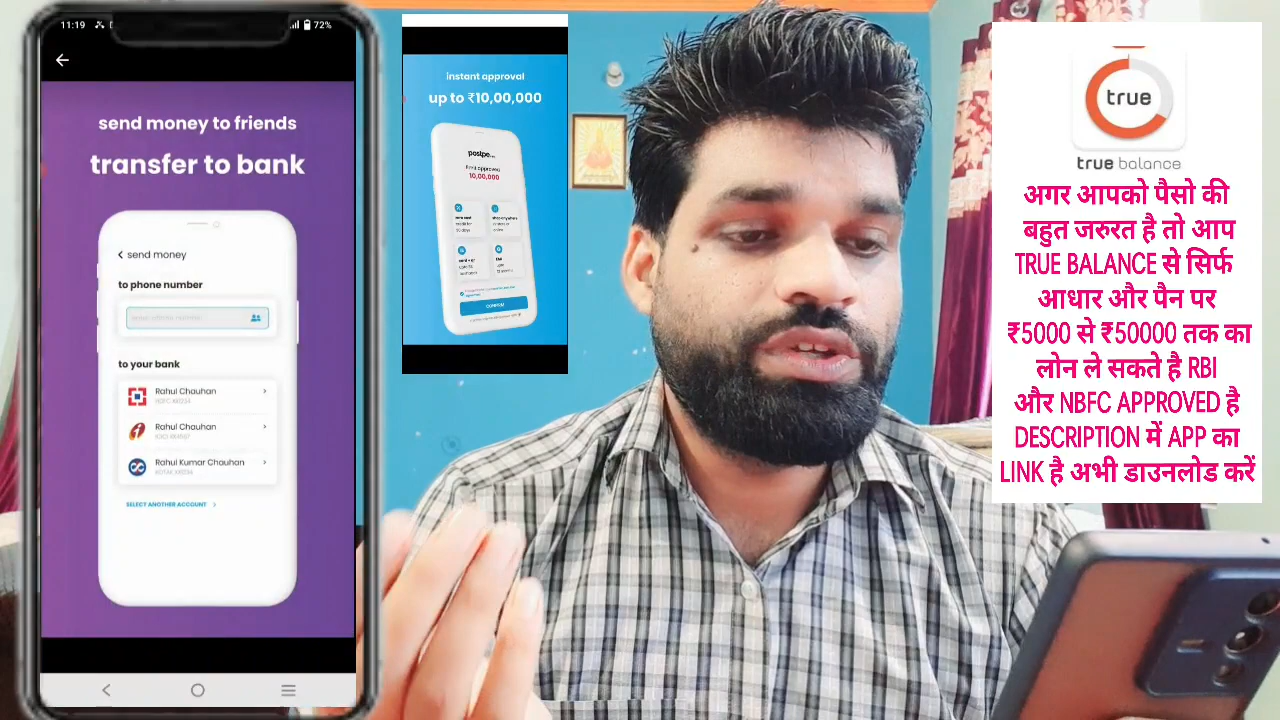 11:19
72%
send money to friends
transfer to bank
send money
to phone number
to your bank
Rahul Chauhan
Rahul Chauhan
Rahul Kumar Chauhan
SELECT ANOTHER ACCOUNT
instant approval
up to ₹10,00,000
postpe
10,00,000
true
true balance
अगर आपको पैसो की
बहुत जरुरत है तो आप
TRUE BALANCE से सिर्फ
आधार और पैन पर
₹5000 से ₹50000 तक का
लोन ले सकते है RBI
और NBFC APPROVED है
DESCRIPTION में APP का
LINK है अभी डाउनलोड करें